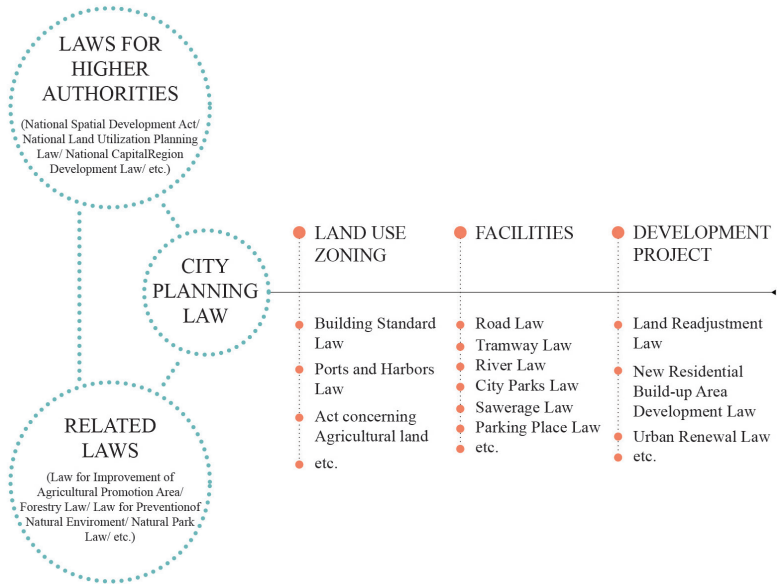 LAWS FOR
HIGHER
AUTHORITIES
(National Spatial Development Act/
National Land Utilization Planning
Law/ National CapitalRegion
Development Law/ etc.)
CITY
PLANNING
LAW
RELATED
LAWS
(Law for Improvement of
Agricultural Promotion Area/
Forestry Law/ Law for Preventionof
Natural Enviroment/ Natural Park
Law/ etc.)
LAND USE
ZONING
Building Standard
Law
Ports and Harbors
Law
Act concerning
Agricultural land
etc.
FACILITIES
Road Law
Tramway Law
River Law
City Parks Law
Sawerage Law
Parking Place Law
etc.
DEVELOPMENT
PROJECT
Land Readjustment
Law
New Residential
Build-up Area
Development Law
Urban Renewal Law
etc.